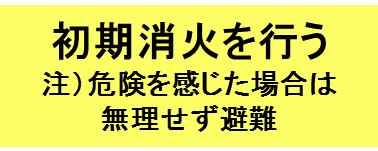 初期消火を行う
注）危険を感じた場合は
無理せず避難